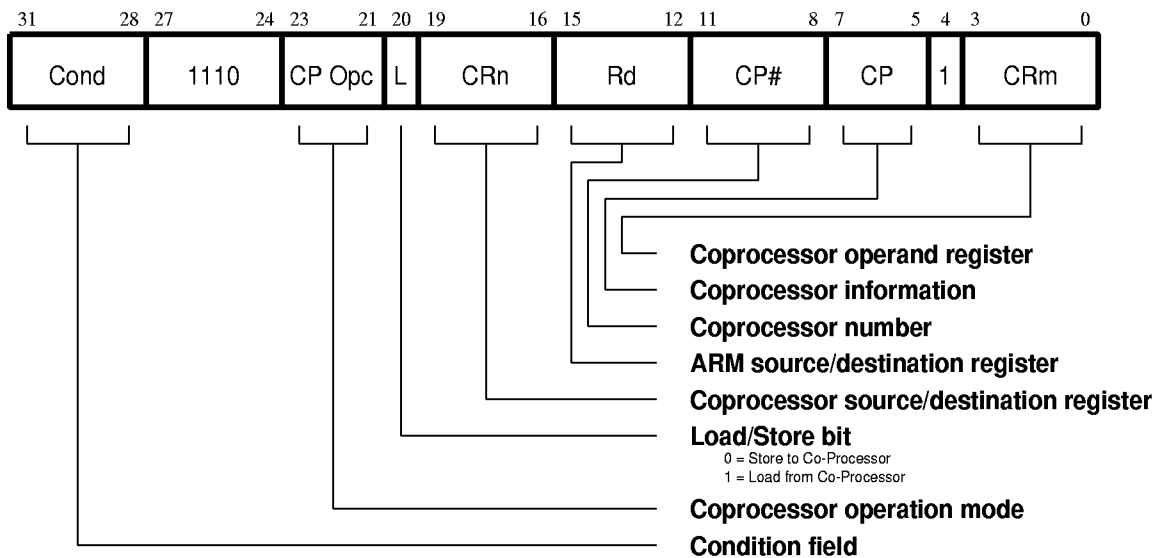 31 28 27 24 23 21 20 19 16 15 12 11 8 7 5 4 3 0
Cond 1110 CP Opc L CRn Rd CP# CP 1 CRm
Coprocessor operand register
Coprocessor information
Coprocessor number
ARM source/destination register
Coprocessor source/destination register
Load/Store bit
0 = Store to Co-Processor
1 = Load from Co-Processor
Coprocessor operation mode
Condition field